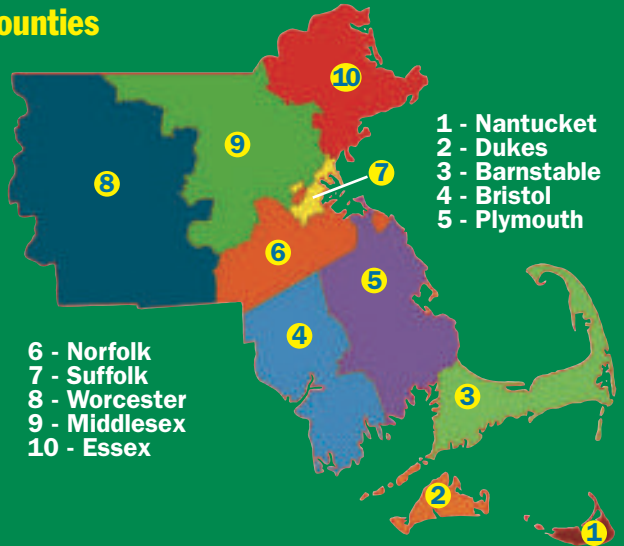 ounties
10
9
7
8
1 - Nantucket
2 - Dukes
3 - Barnstable
4 - Bristol
5 - Plymouth
6
5
4
6 - Norfolk
7 - Suffolk
8 - Worcester
9 - Middlesex
10 - Essex
3
2
1